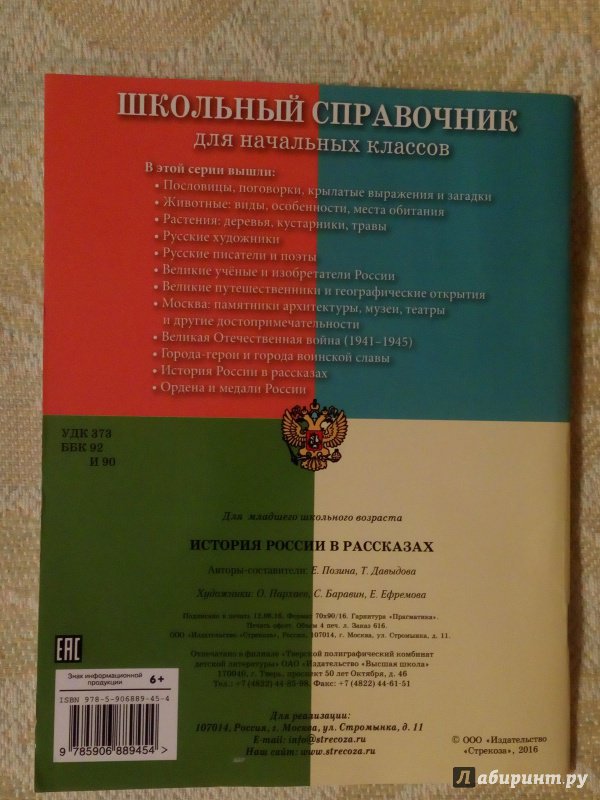 ШКОЛЬНЫЙ СПРАВОЧНИК
для начальных классов
В этой серии вышли:
• Пословицы, поговорки, крылатые выражения и загадки
• Животные: виды, особенности, места обитания
• Растения: деревья, кустарники, травы
• Русские художники
• Русские писатели и поэты
• Великие учёные и изобретатели России
• Великие путешественники и географические открытия
• Москва: памятники архитектуры, музеи, театры
и другие достопримечательности
• Великая Отечественная война (1941–1945)
• Города-герои и города воинской славы
• История России в рассказах
• Ордена и медали России
УДК 373
ББК 92
И 90
Для младшего школьного возраста
ИСТОРИЯ РОССИИ В РАССКАЗАХ
Авторы-составители: Е. Позина, Т. Давыдова
Художники: О. Пархаев, С. Баравин, Е. Ефремова
Подписано в печать 12.08.16. Формат 70х90/16. Гарнитура «Прагматика».
Печать офсет. Объем 4 печ. л. Заказ 616.
ООО «Издательство «Стрекоза», Россия, 107014, г. Москва, ул. Стромынка, д. 11.
Отпечатано в филиале «Тверской полиграфический комбинат
детской литературы» ОАО «Издательство «Высшая школа»
170040, г. Тверь, проспект 50 лет Октября, д. 46
Тел.: +7 (4822) 44-85-98. Факс: +7 (4822) 44-61-51
EAC
Знак информационной
продукции
6+
ISBN 978-5-906889-45-4
9 785906 889454 >
Для реализации:
107014, Россия, г. Москва, ул. Стромынка, д. 11
E-mail: info@strecoza.ru
Наш сайт: www.strecoza.ru
© ООО «Издательство
«Стрекоза», 2016
Лабиринт.ру